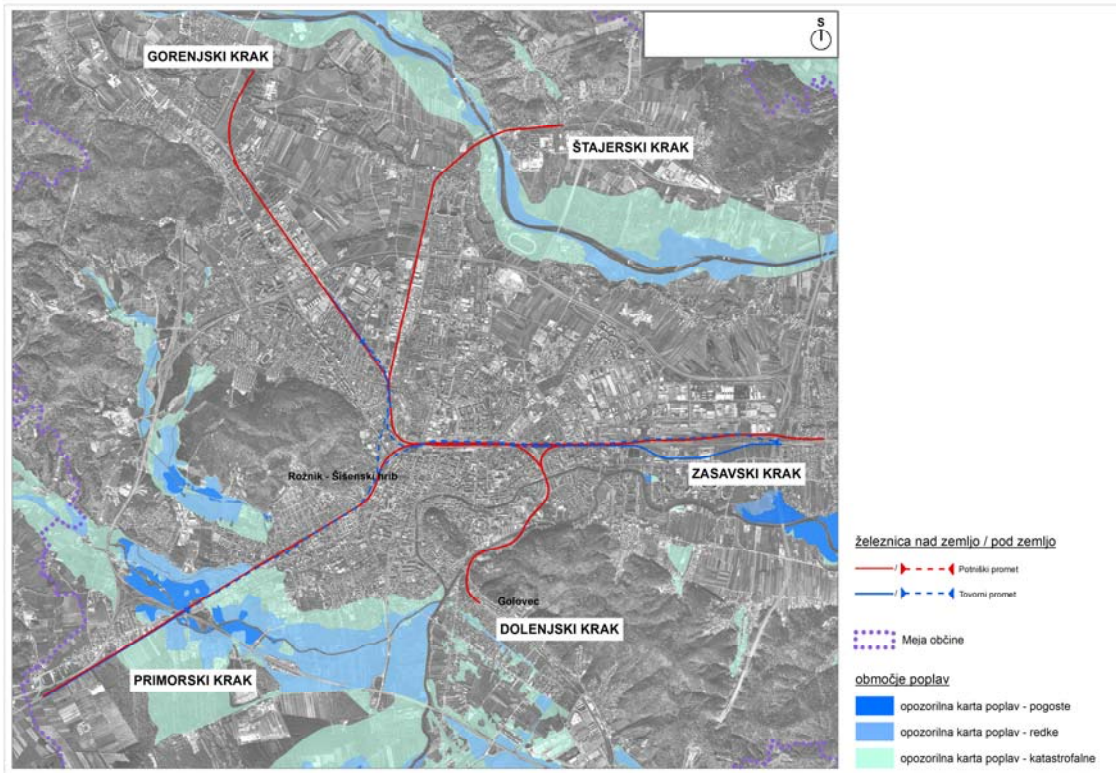 S
GORENJSKI KRAK
ŠTAJERSKI KRAK
Rožnik - Šišenski hrib
ZASAVSKI KRAK
Golovec
DOLENJSKI KRAK
PRIMORSKI KRAK
železnica nad zemljo / pod zemljo
/ Potniški promet
/ Tovorni promet
Meja občine
območje poplav
opozorilna karta poplav - pogoste
opozorilna karta poplav - redke
opozorilna karta poplav - katastrofalne